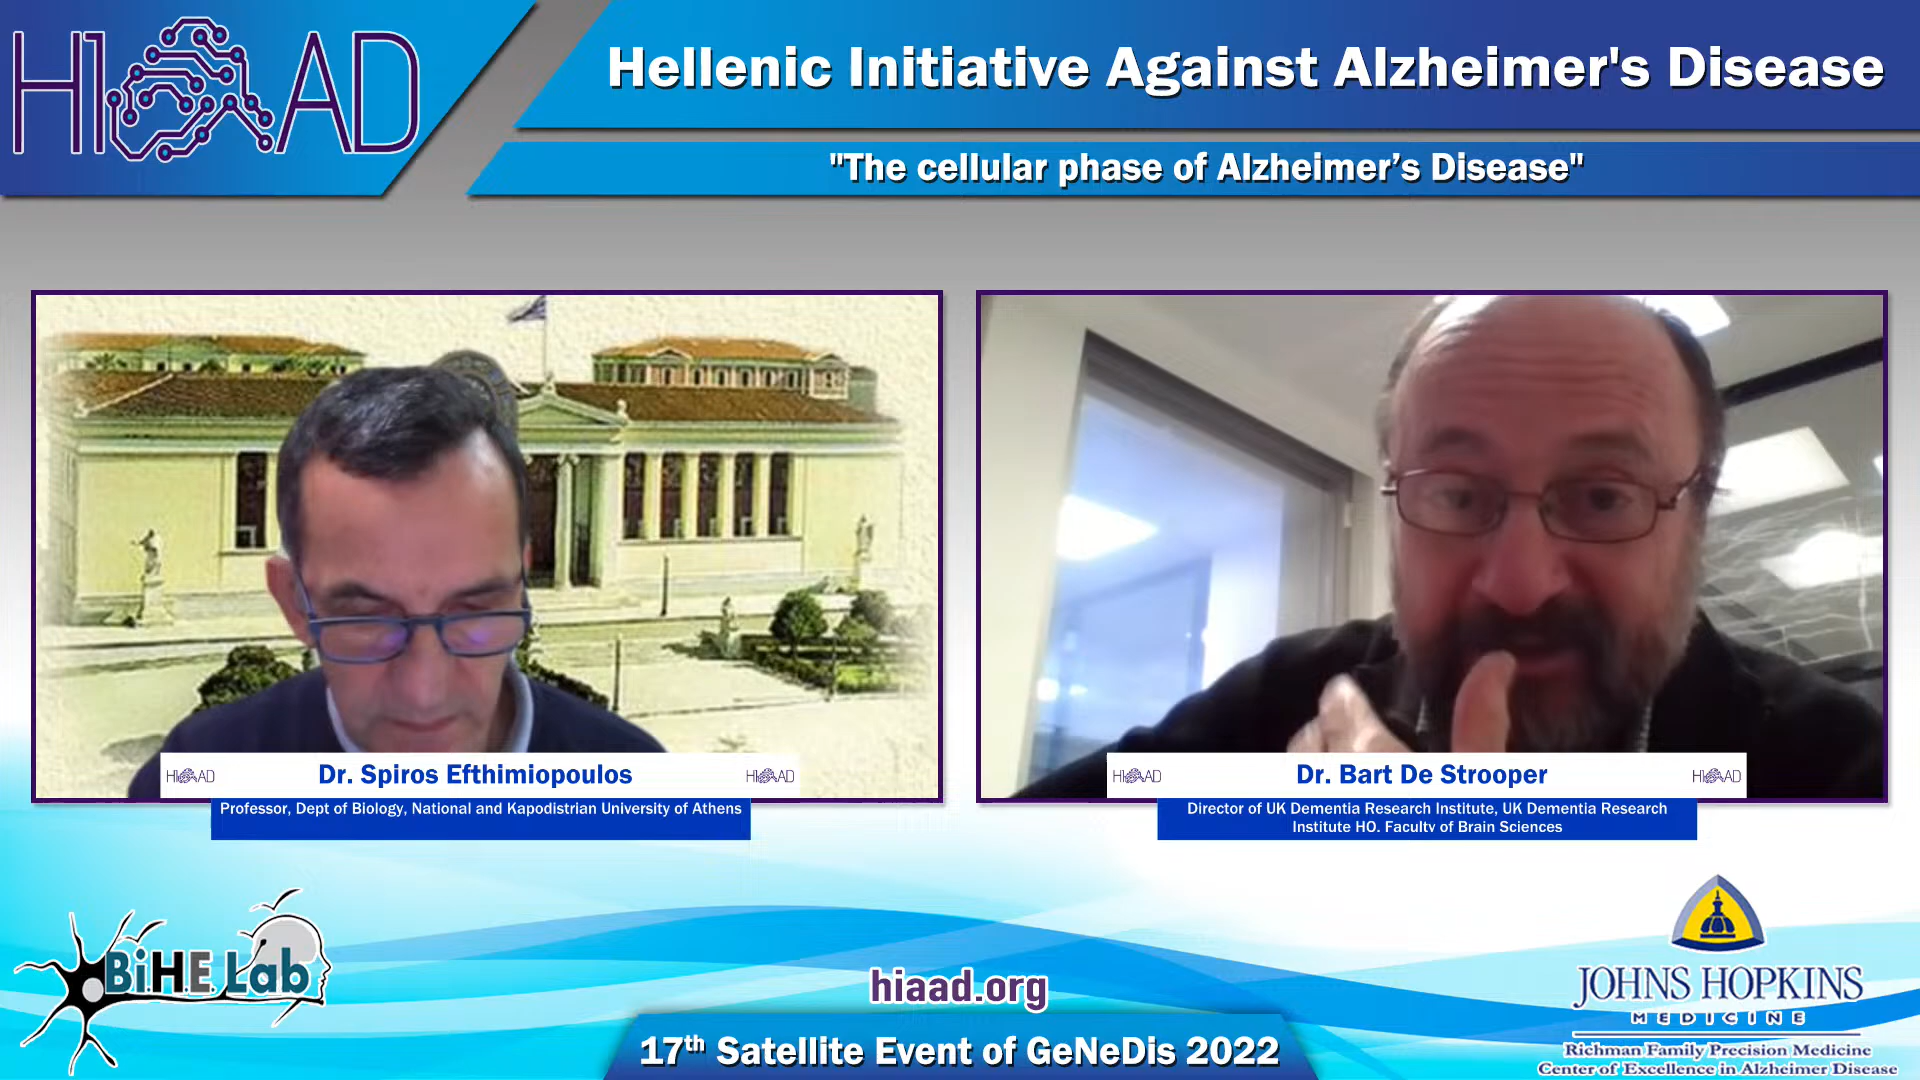 HIAAD
Hellenic Initiative Against Alzheimer's Disease
"The cellular phase of Alzheimer’s Disease"
HIAAD
Dr. Spiros Efthimiopoulos
HIAAD
Professor, Dept of Biology, National and Kapodistrian University of Athens
HIAAD
Dr. Bart De Strooper
HIAAD
Director of UK Dementia Research Institute, UK Dementia Research
Institute HQ, Faculty of Brain Sciences
BiHE Lab
hiaad.org
17th Satellite Event of GeNeDis 2022
JOHNS HOPKINS
MEDICINE
Richman Family Precision Medicine
Center of Excellence in Alzheimer Disease